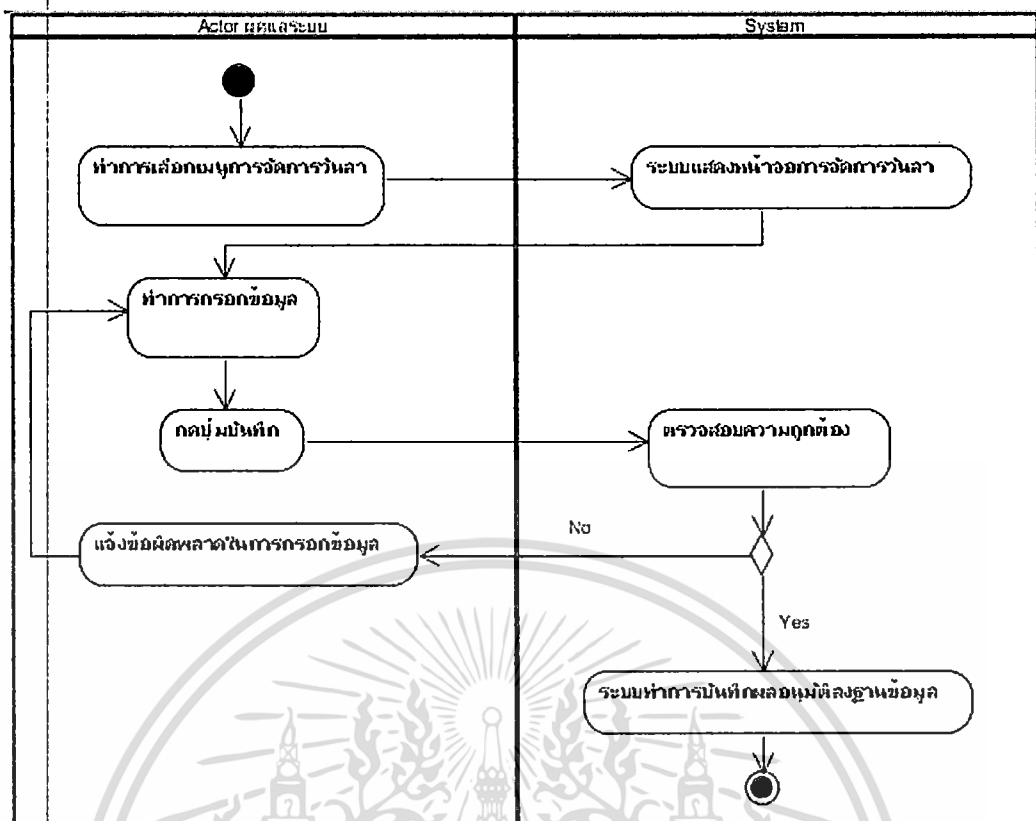 Actor ผู้ดูแลระบบ
System
ทำการเลือกเมนูการจัดการวันลา
ระบบแสดงหน้าจอการจัดการวันลา
ทำการกรอกข้อมูล
กดปุ่มบันทึก
ตรวจสอบความถูกต้อง
No
แจ้งข้อผิดพลาดในการกรอกข้อมูล
Yes
ระบบทำการบันทึกผลอนุมัติลงฐานข้อมูล